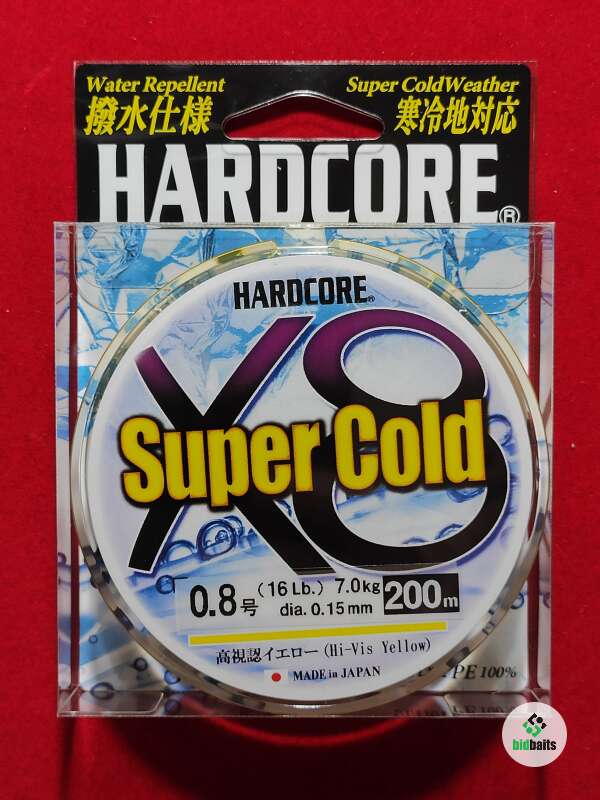 Water Repellent
Super ColdWeather
撥水仕様
寒冷地対応
HARDCORE®
HARDCORE®
X8
Super Cold
0.8号 (16Lb.) 7.0kg
dia. 0.15mm
200m
高視認イエロー(Hi-Vis Yellow)
MADE in JAPAN
PE 100%
bidbaits